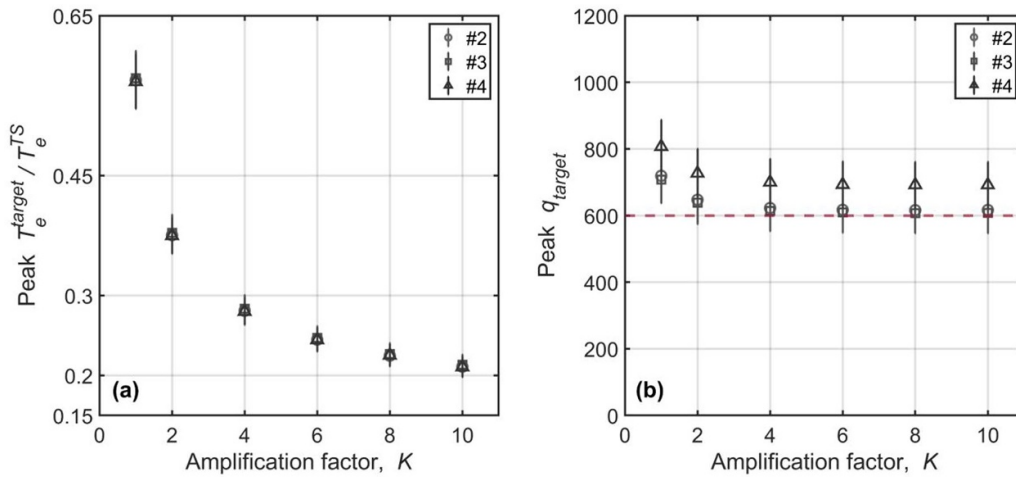 0.65
0.45
0.3
0.2
0.15
0 2 4 6 8 10
Peak T_e^{target} / T_e^{TS}
Amplification factor, K
(a)
#2
#3
#4
1200
1000
800
600
400
200
0
0 2 4 6 8 10
Peak q_{target}
Amplification factor, K
(b)
#2
#3
#4